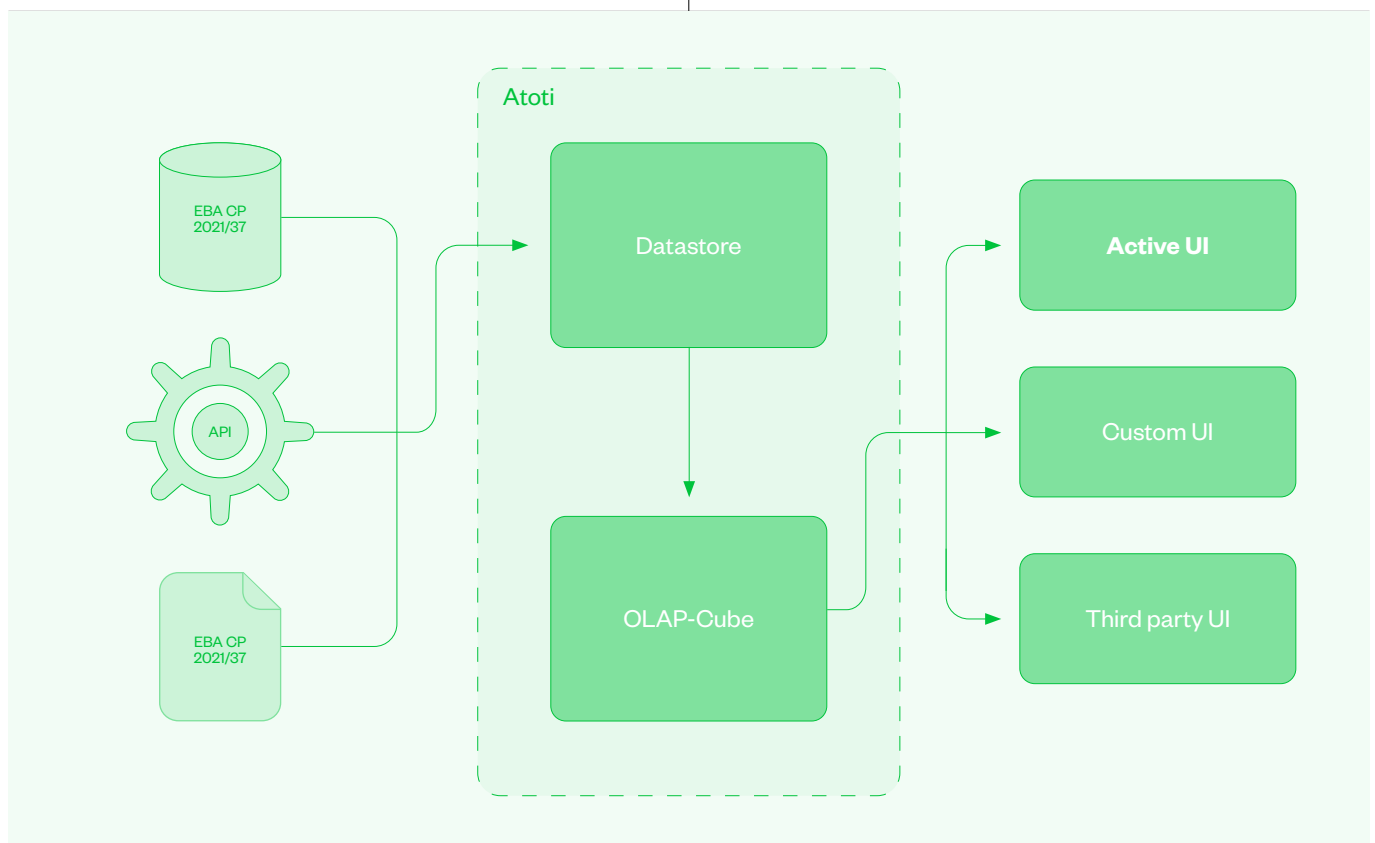 Atoti
EBA CP
2021/37
API
EBA CP
2021/37
Datastore
OLAP-Cube
Active UI
Custom UI
Third party UI